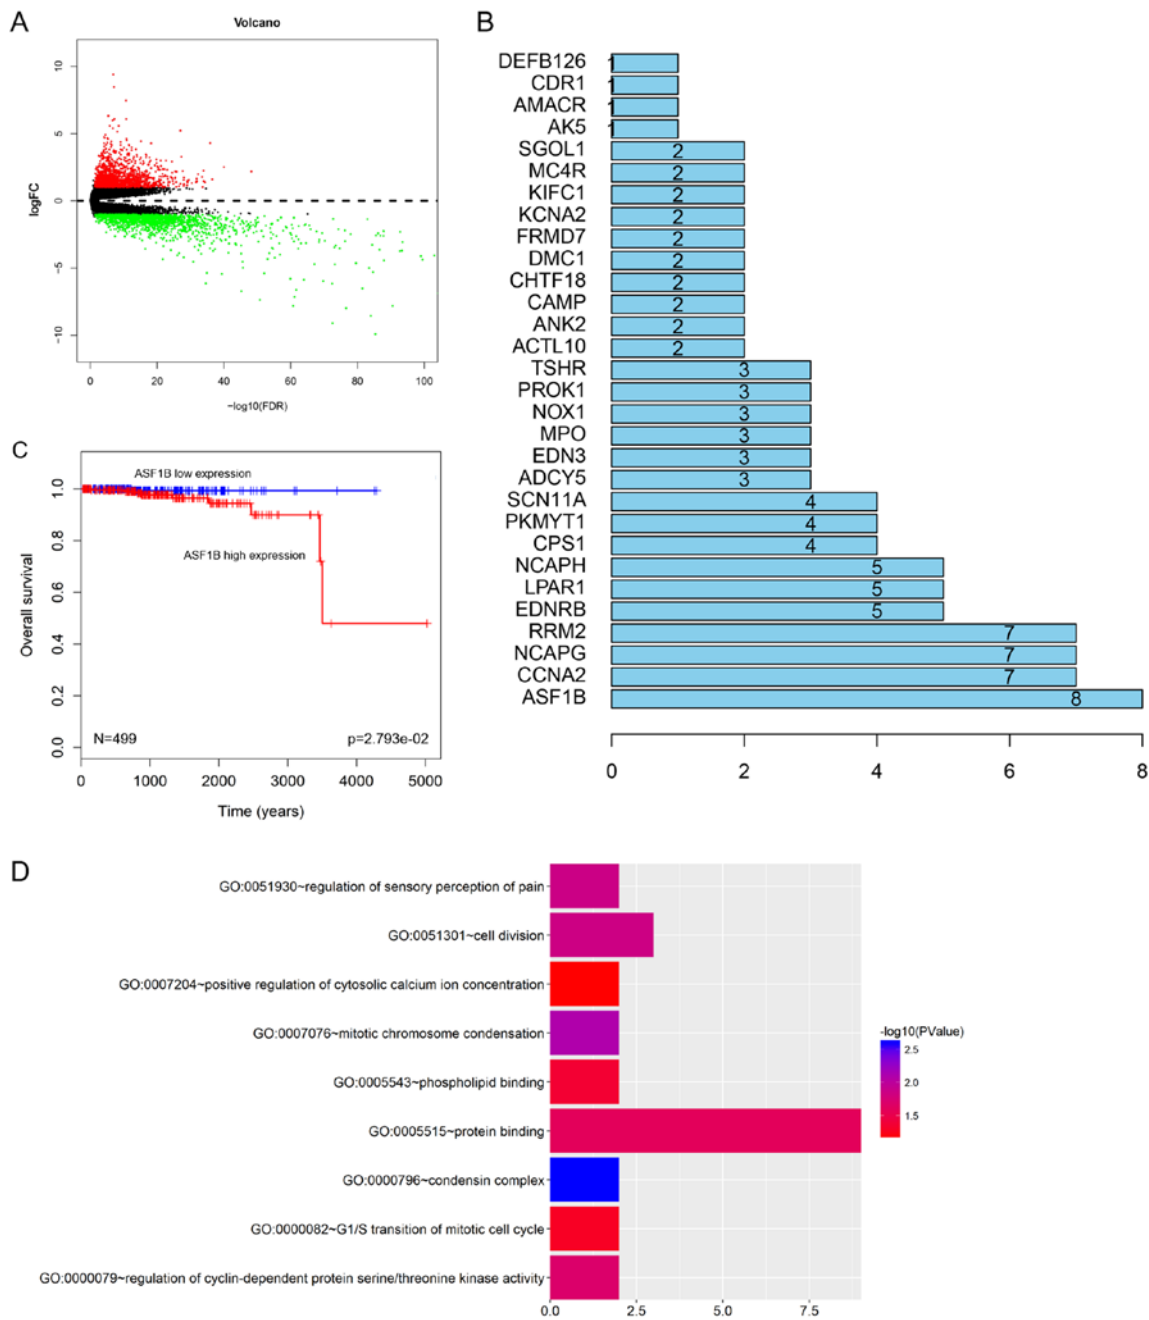 A
Volcano
logFC
10
5
0
−5
−10
0 20 40 60 80 100
−log10(FDR)
B
DEFB126 1
CDR1 1
AMACR 1
AK5 1
SGOL1 2
MC4R 2
KIFC1 2
KCNA2 2
FRMD7 2
DMC1 2
CHTF18 2
CAMP 2
ANK2 2
ACTL10 2
TSHR 3
PROK1 3
NOX1 3
MPO 3
EDN3 3
ADCY5 3
SCN11A 4
PKMYT1 4
CPS1 4
NCAPH 5
LPAR1 5
EDNRB 5
RRM2 7
NCAPG 7
CCNA2 7
ASF1B 8
0 2 4 6 8
C
ASF1B low expression
ASF1B high expression
Overall survival
1.0
0.8
0.6
0.4
0.2
0.0
N=499 p=2.793e-02
0 1000 2000 3000 4000 5000
Time (years)
D
GO:0051930~regulation of sensory perception of pain
GO:0051301~cell division
GO:0007204~positive regulation of cytosolic calcium ion concentration
GO:0007076~mitotic chromosome condensation
GO:0005543~phospholipid binding
GO:0005515~protein binding
GO:0000796~condensin complex
GO:0000082~G1/S transition of mitotic cell cycle
GO:0000079~regulation of cyclin-dependent protein serine/threonine kinase activity
0.0 2.5 5.0 7.5
-log10(PValue)
2.5
2.0
1.5